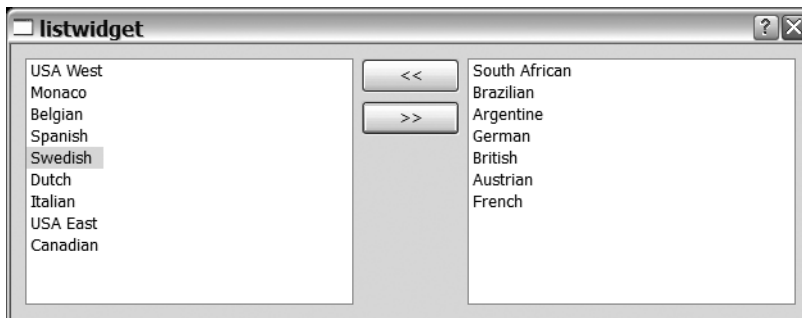 listwidget
USA West
Monaco
Belgian
Spanish
Swedish
Dutch
Italian
USA East
Canadian
<<
>>
South African
Brazilian
Argentine
German
British
Austrian
French